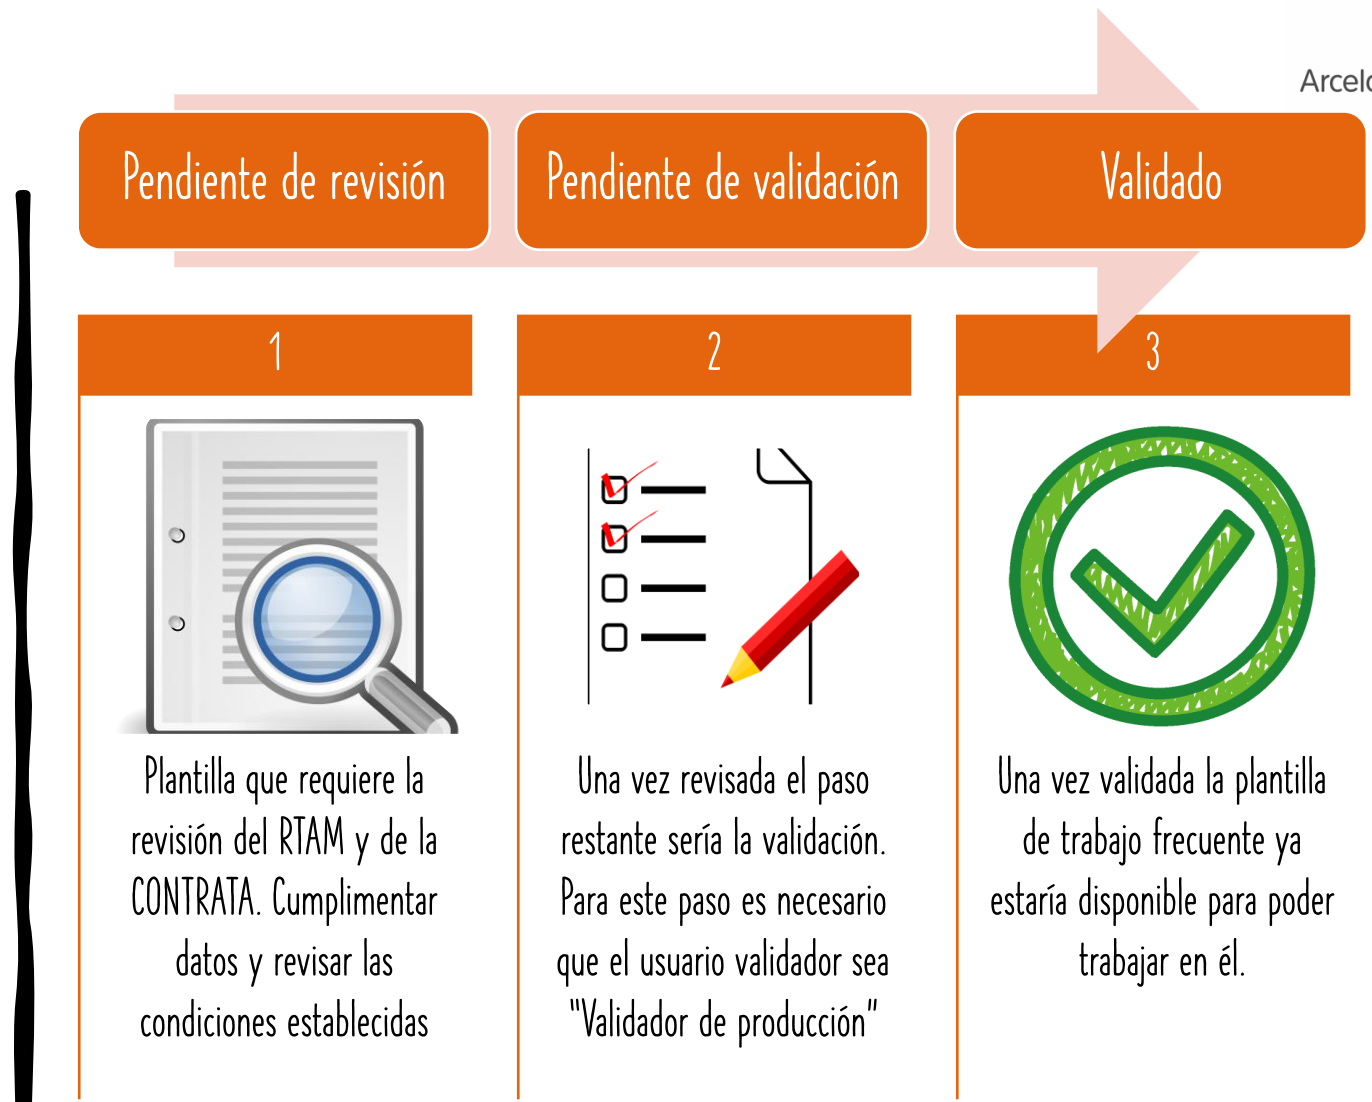 Arcelo
Pendiente de revisión
Pendiente de validación
Validado
1
Plantilla que requiere la
revisión del RTAM y de la
CONTRATA. Cumplimentar
datos y revisar las
condiciones establecidas
2
Una vez revisada el paso
restante sería la validación.
Para este paso es necesario
que el usuario validador sea
"Validador de producción"
3
Una vez validada la plantilla
de trabajo frecuente ya
estaría disponible para poder
trabajar en él.